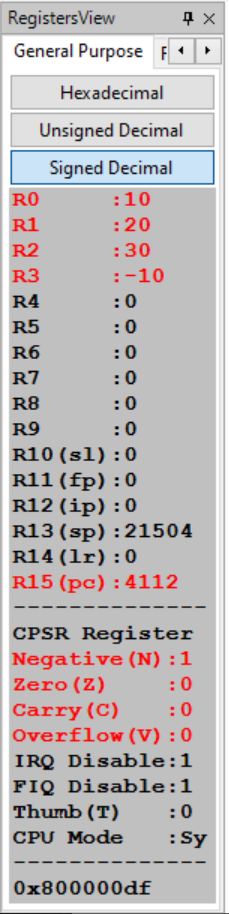 RegistersView
General Purpose
Hexadecimal
Unsigned Decimal
Signed Decimal
R0 :10
R1 :20
R2 :30
R3 :-10
R4 :0
R5 :0
R6 :0
R7 :0
R8 :0
R9 :0
R10(sl):0
R11(fp):0
R12(ip):0
R13(sp):21504
R14(lr):0
R15(pc):4112
--------------
CPSR Register
Negative(N):1
Zero(Z) :0
Carry(C) :0
Overflow(V):0
IRQ Disable:1
FIQ Disable:1
Thumb(T) :0
CPU Mode :Sy
--------------
0x800000df